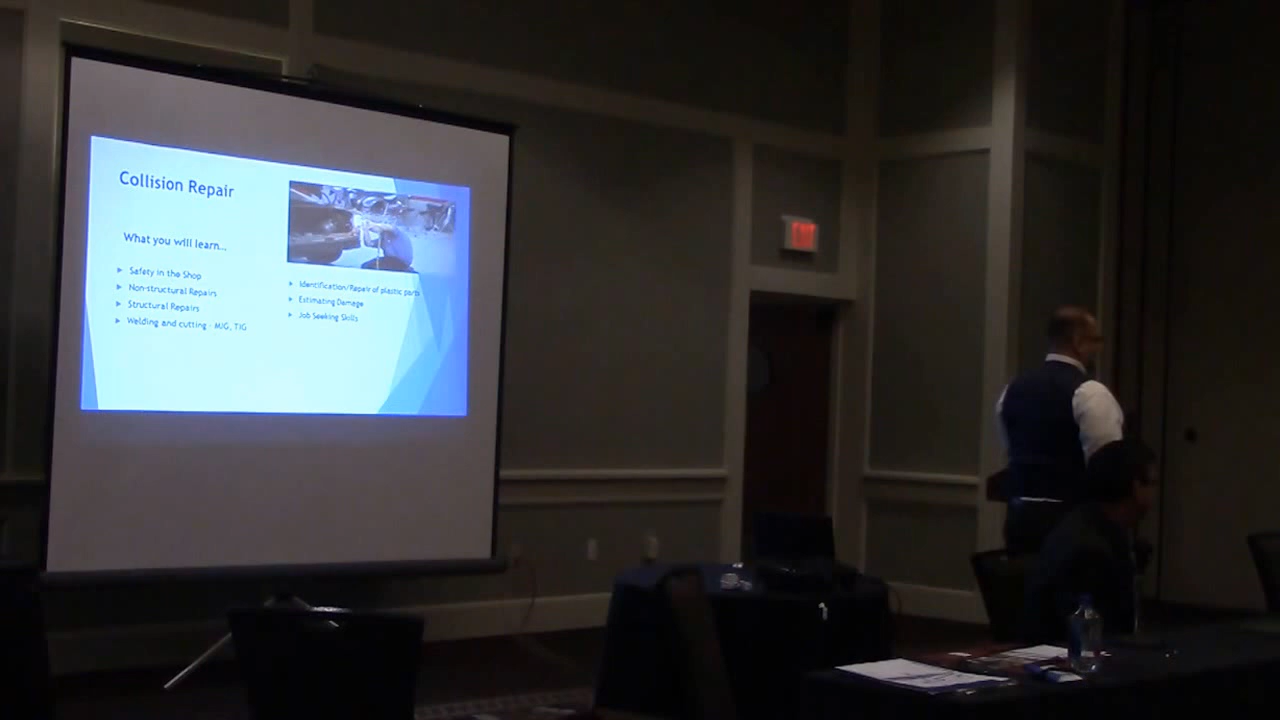 Collision Repair
What you will learn...
Safety in the Shop
Non-structural Repairs
Structural Repairs
Welding and cutting - MIG, TIG
Identification/Repair of plastic parts
Estimating Damage
Job Seeking Skills
EXIT